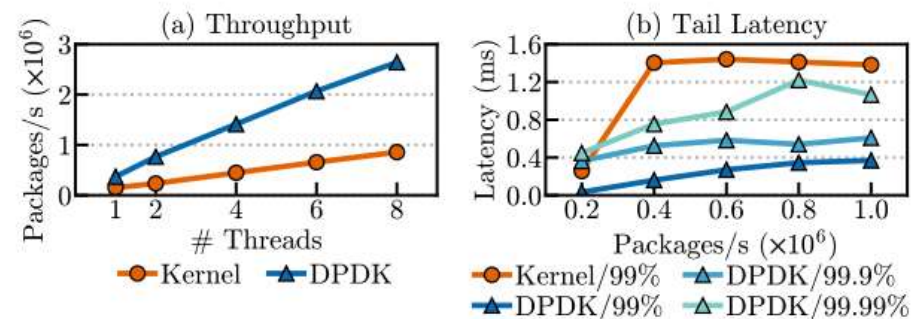 (a) Throughput
Packages/s (×10⁶)
3
2
1
0
1 2 4 6 8
# Threads
Kernel DPDK
(b) Tail Latency
Latency (ms)
1.6
1.2
0.8
0.4
0.0
0.2 0.4 0.6 0.8 1.0
Packages/s (×10⁶)
Kernel/99% DPDK/99.9%
DPDK/99% DPDK/99.99%